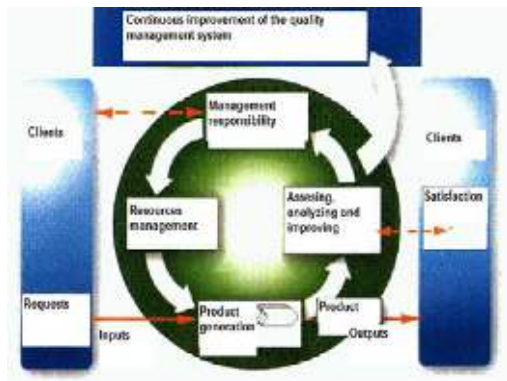 Continuous improvement of the quality
management system
Clients
Management
responsibility
Clients
Resources
management
Assesing,
analyzing and
improving
Satisfaction
Requests
Product
generation
Product
Inputs
Outputs